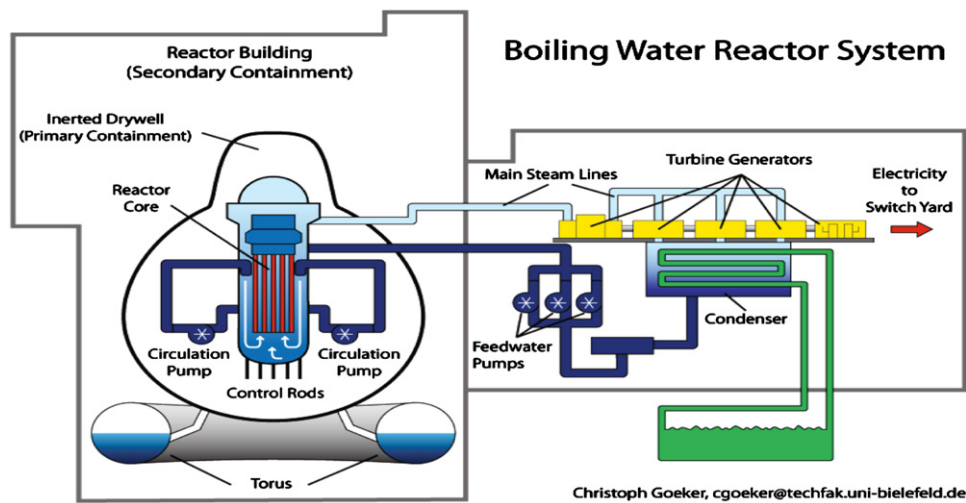 Boiling Water Reactor System
Reactor Building
(Secondary Containment)
Inerted Drywell
(Primary Containment)
Reactor
Core
Main Steam Lines
Turbine Generators
Electricity
to
Switch Yard
Circulation
Pump
Circulation
Pump
Control Rods
Feedwater
Pumps
Condenser
Torus
Christoph Goeker, cgoeker@techfak.uni-bielefeld.de